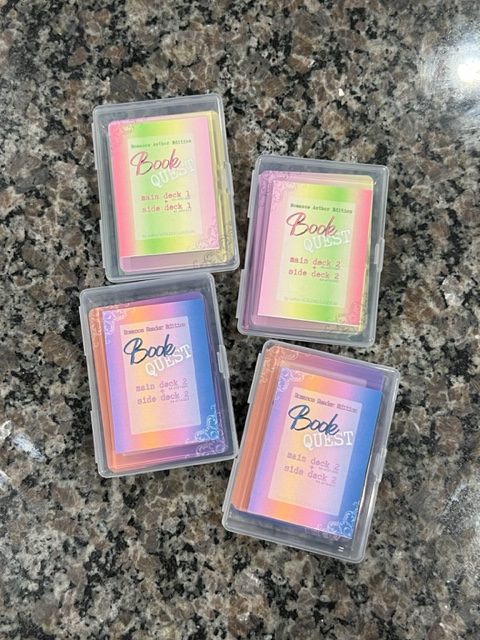 Romance Author Edition
Book
QUEST
main deck 1
+
side deck 1
Romance Author Edition
Book
QUEST
main deck 2
+
side deck 2
Romance Reader Edition
Book
QUEST
main deck 2
+
side deck 2
Romance Reader Edition
Book
QUEST
main deck 2
+
side deck 2